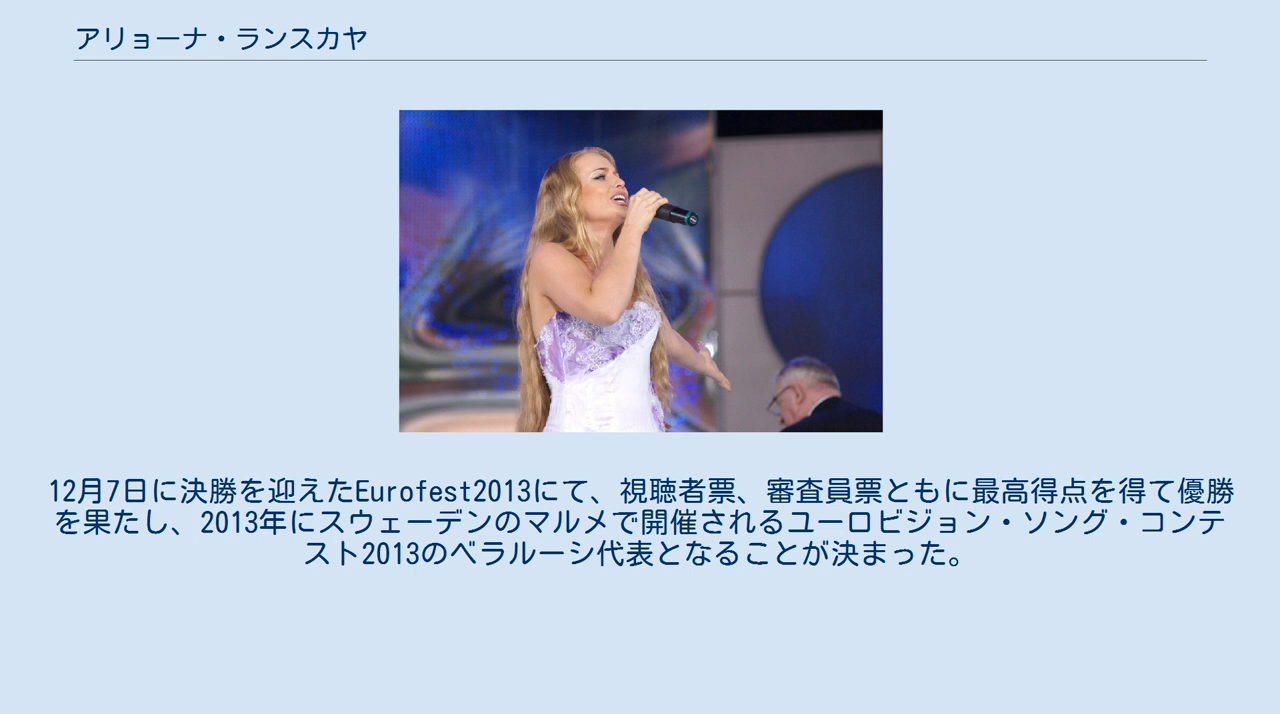 アリョーナ・ランスカヤ
12月7日に決勝を迎えたEurofest2013にて、視聴者票、審査員票ともに最高得点を得て優勝
を果たし、2013年にスウェーデンのマルメで開催されるユーロビジョン・ソング・コンテ
スト2013のベラルーシ代表となることが決まった。